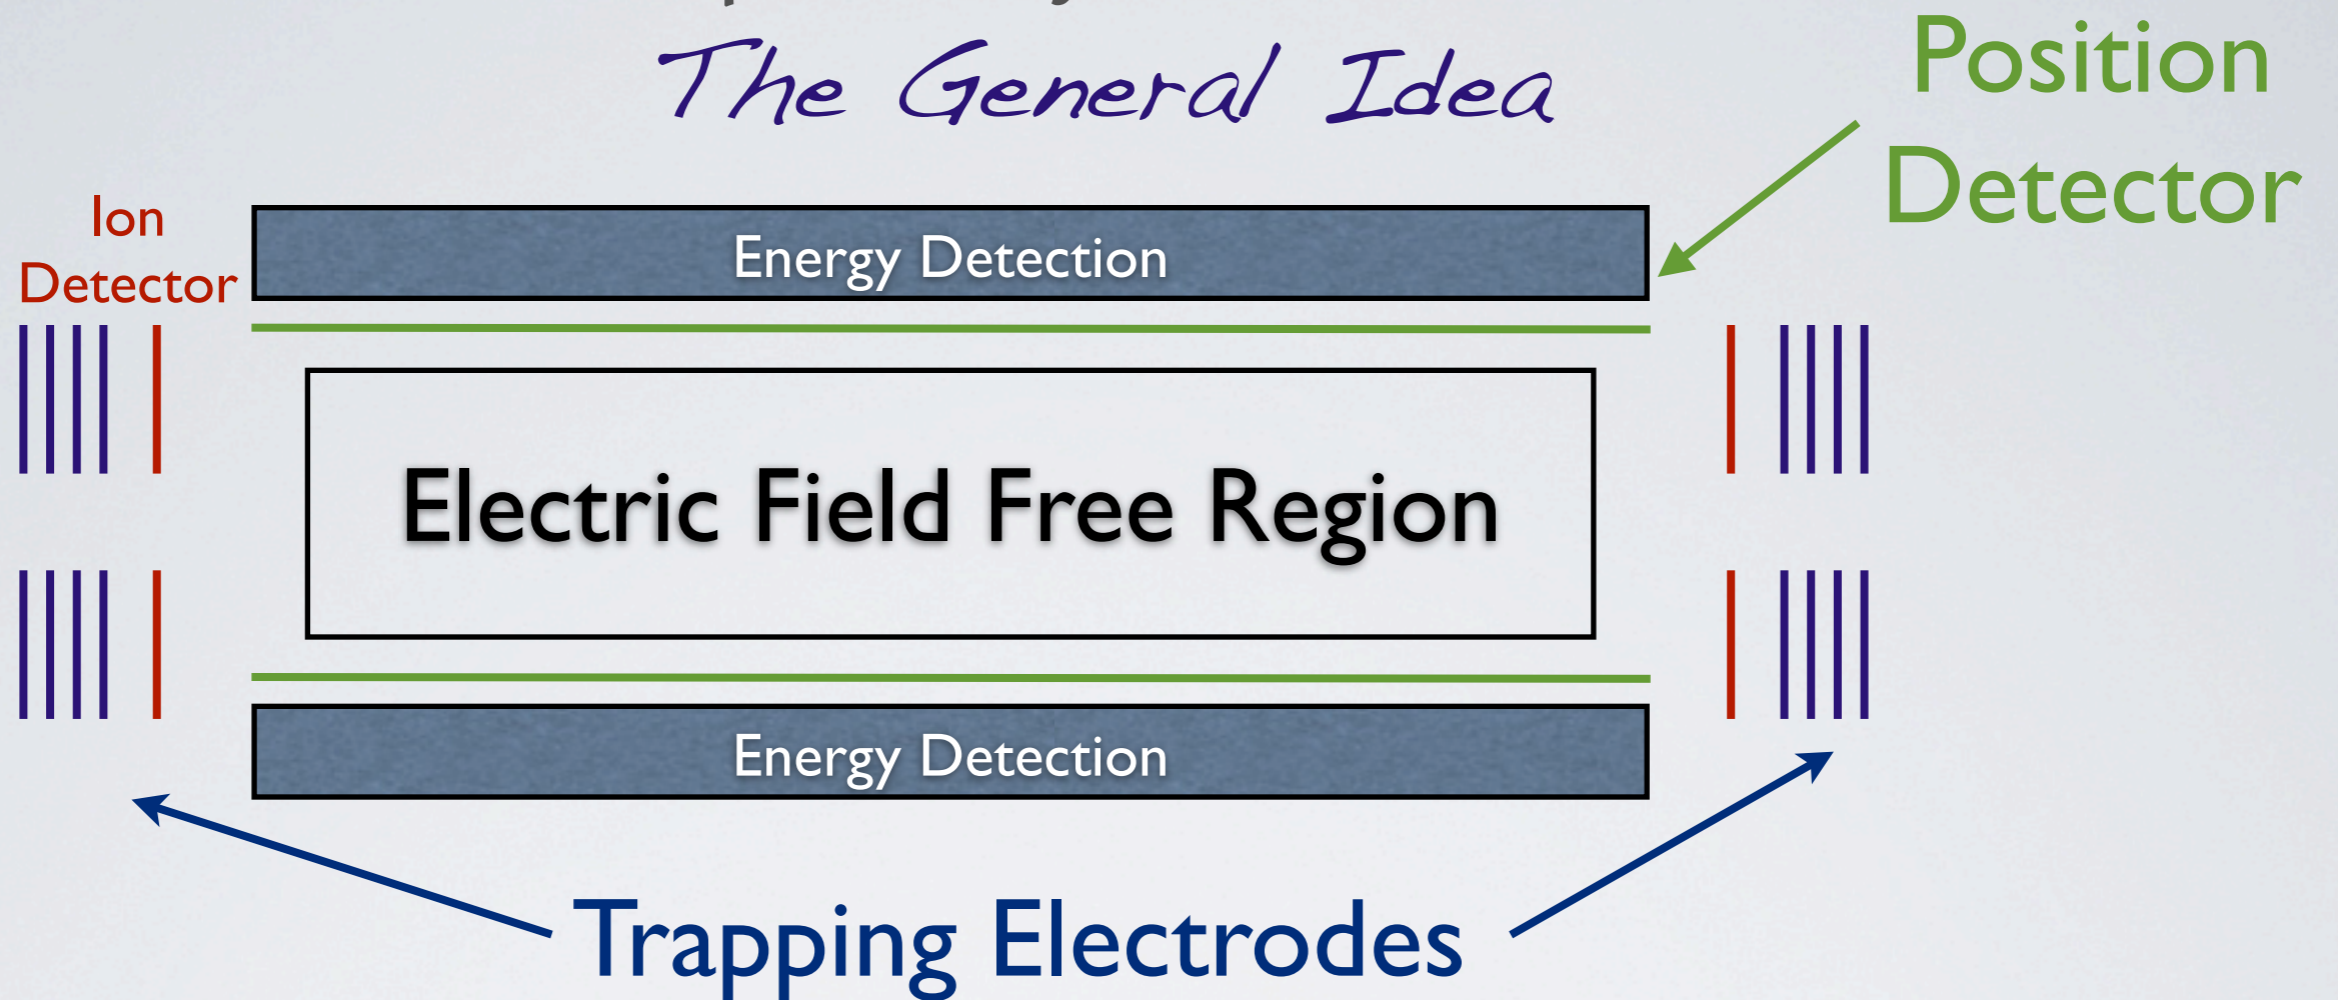 The General Idea
Position
Detector
Ion
Detector
Energy Detection
Electric Field Free Region
Energy Detection
Trapping Electrodes